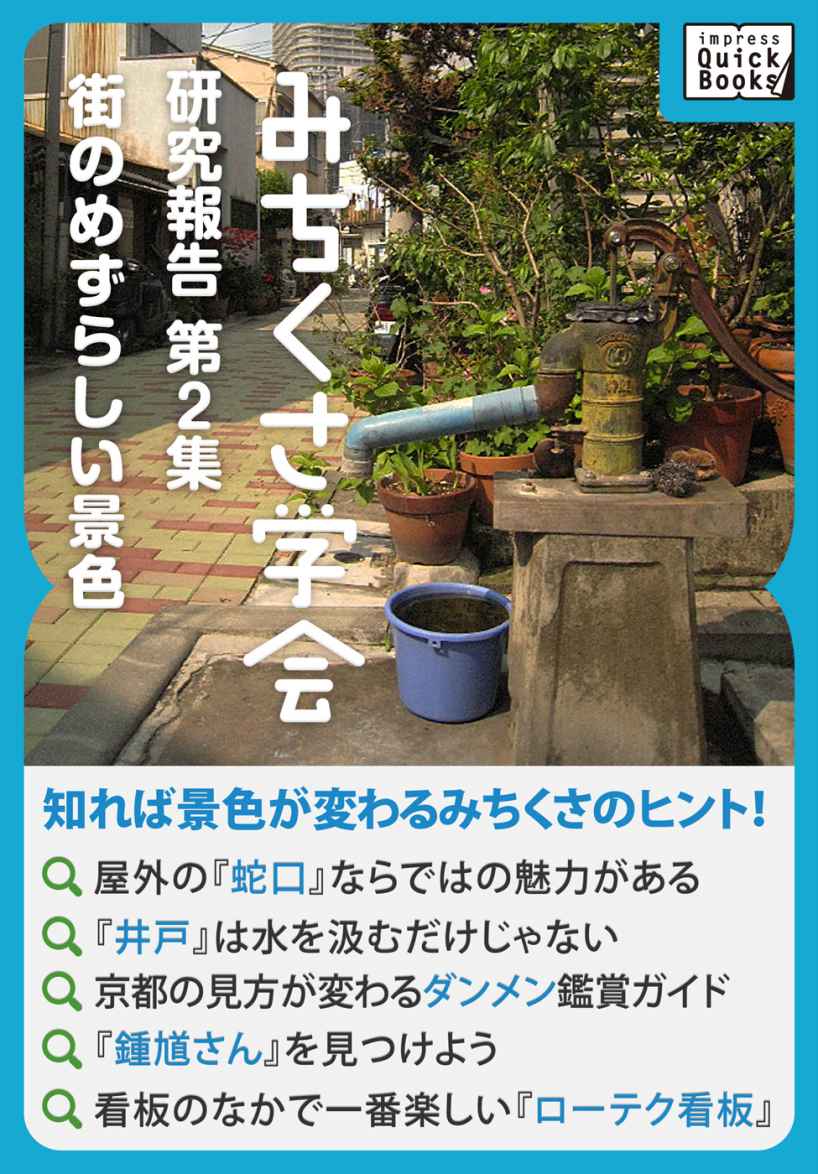 impress
Quick
Books
みちくさ学会
研究報告 第2集
街のめずらしい景色
知れば景色が変わるみちくさのヒント!
屋外の『蛇口』ならではの魅力がある
『井戸』は水を汲むだけじゃない
京都の見方が変わるダンメン鑑賞ガイド
『鍾馗さん』を見つけよう
看板のなかで一番楽しい『ローテク看板』